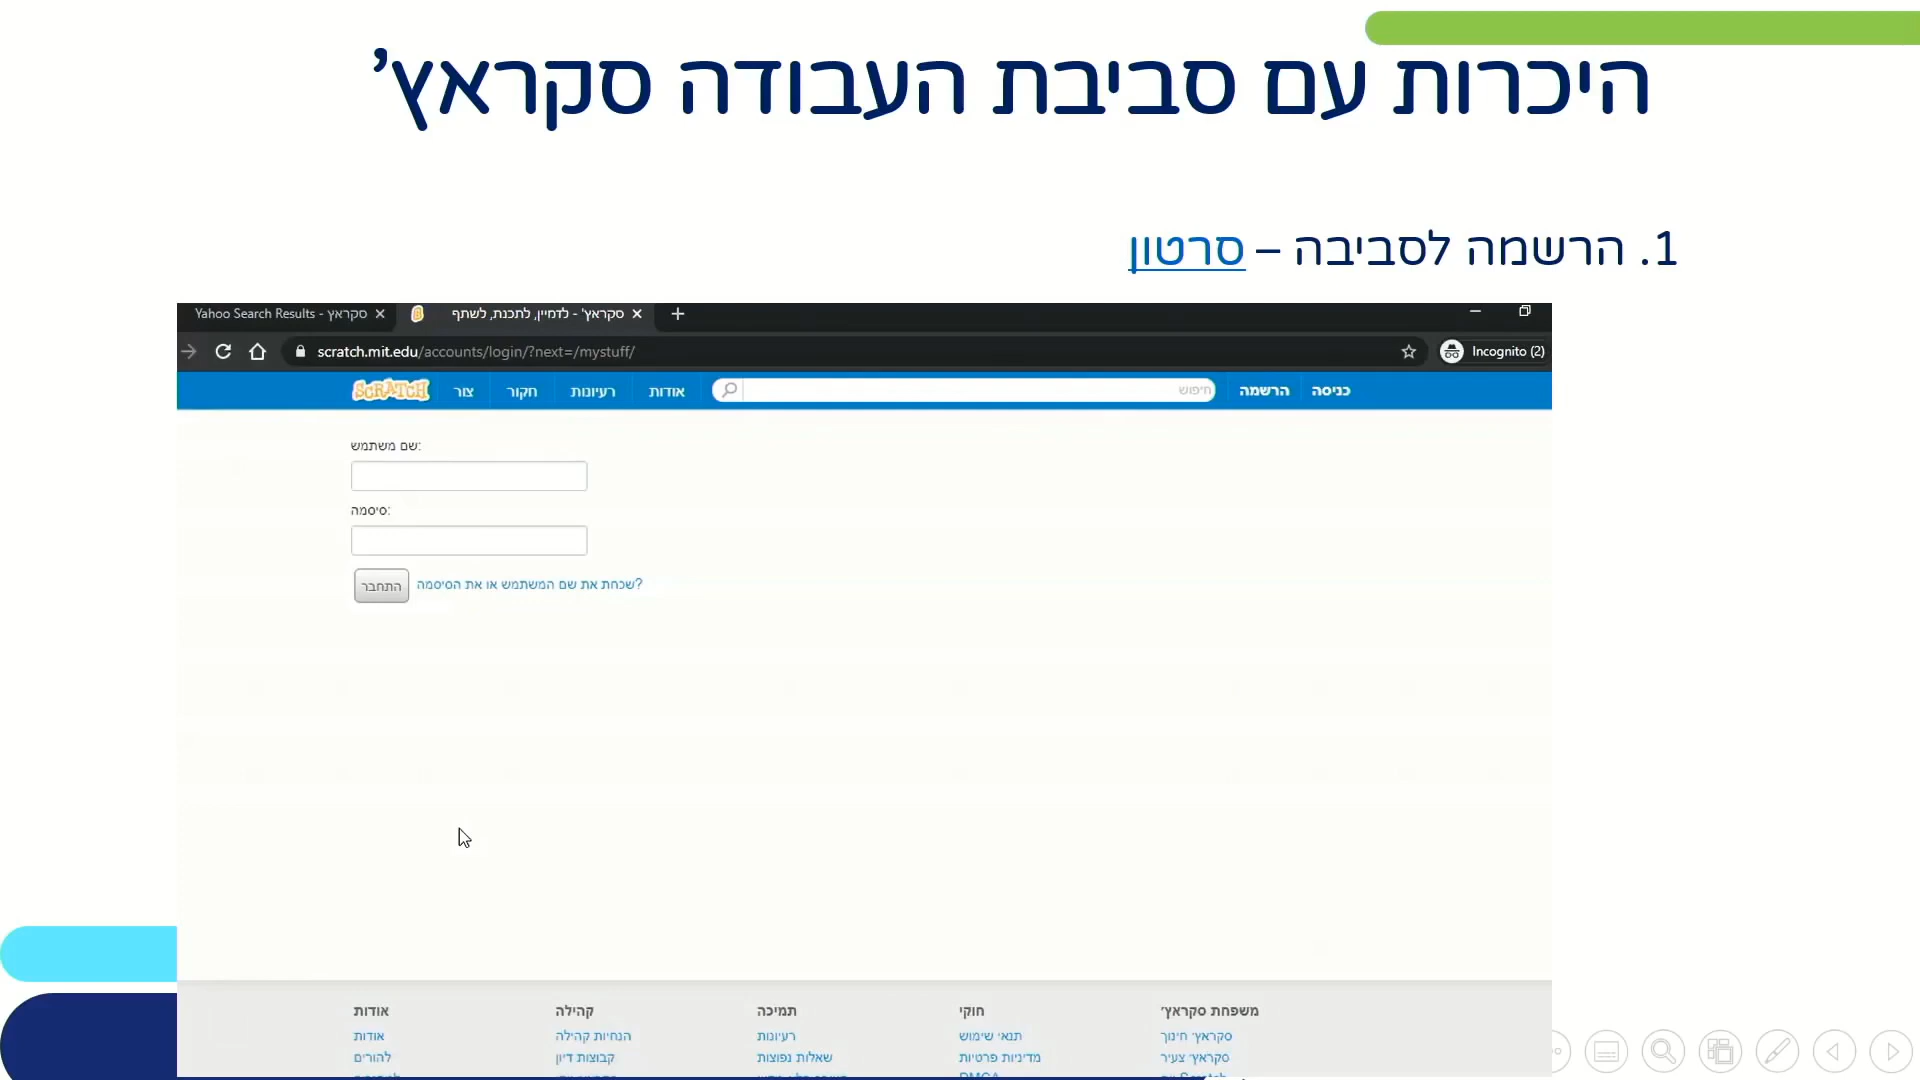 היכרות עם סביבת העבודה סקראץ'
1. הרשמה לסביבה – סרטון
Yahoo Search Results - סקראץ
סקראץ' - לדמיין, לתכנת, לשתף
scratch.mit.edu/accounts/login/?next=/mystuff/
Incognito (2)
SCRATCH צור חקור רעיונות אודות חיפוש הרשמה כניסה
שם משתמש:
סיסמה:
התחבר שכחת את שם המשתמש או את הסיסמה?
אודות קהילה תמיכה חוקי משפחת סקראץ'
אודות הנחיות קהילה רעיונות תנאי שימוש סקראץ' חינוך
להורים קבוצות דיון שאלות נפוצות מדיניות פרטיות סקראץ' צעיר
DMCA